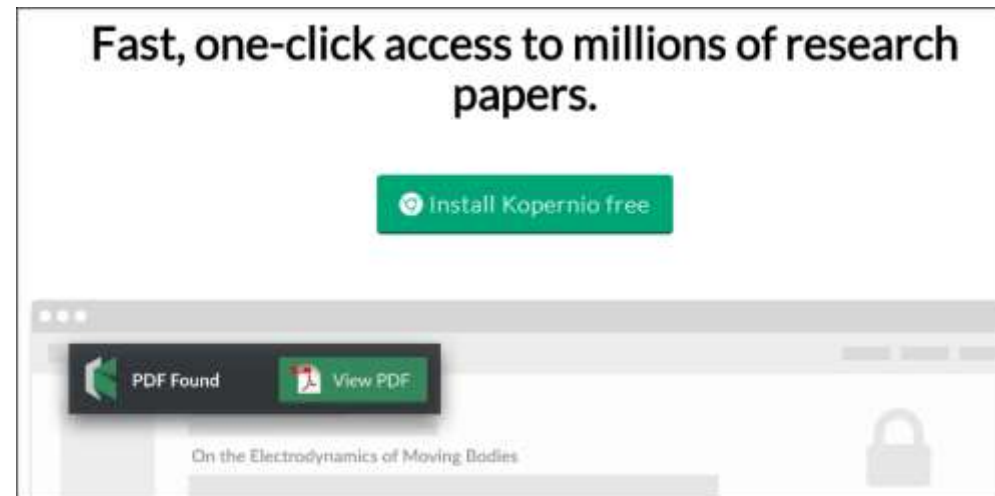 Fast, one-click access to millions of research
papers.
Install Kopernio free
PDF Found
View PDF
On the Electrodynamics of Moving Bodies